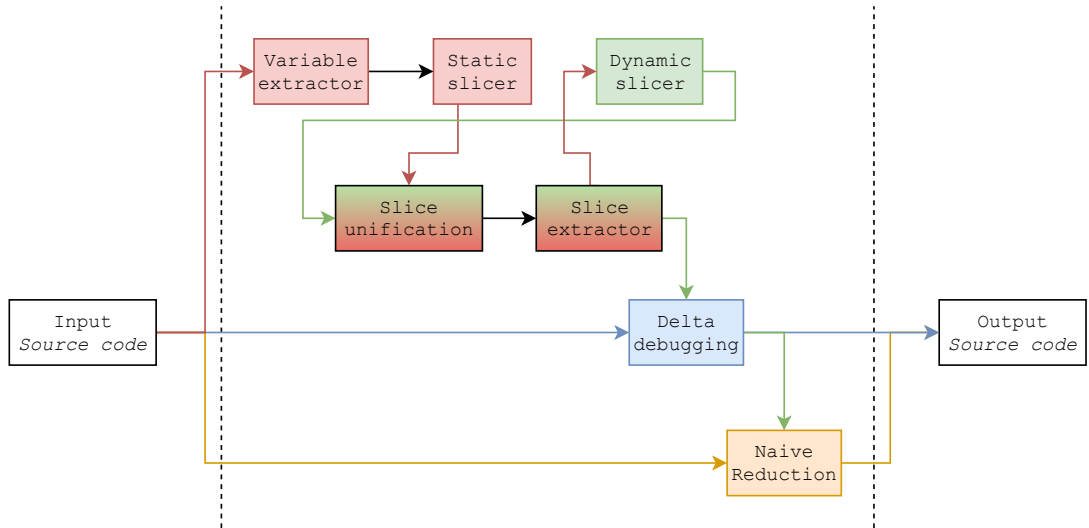 Variable
extractor
Static
slicer
Dynamic
slicer
Slice
unification
Slice
extractor
Input
Source code
Delta
debugging
Output
Source code
Naive
Reduction